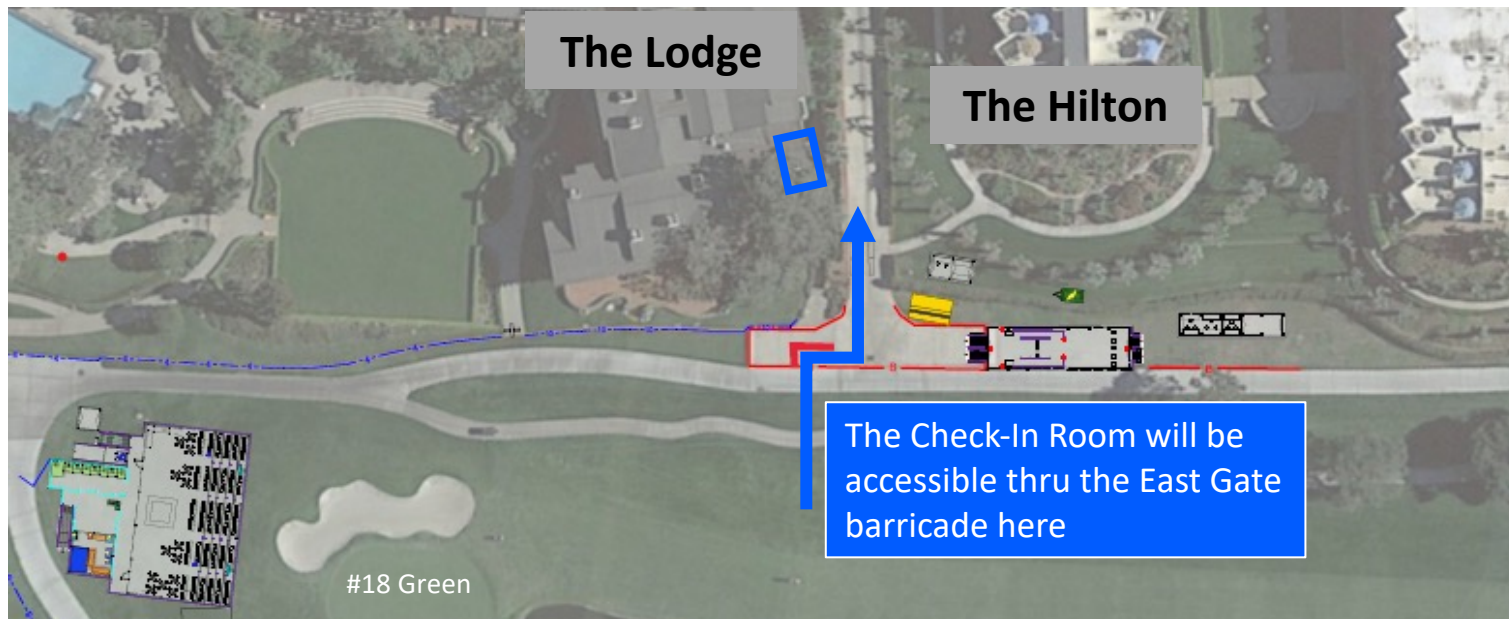 The Lodge
The Hilton
The Check-In Room will be
accessible thru the East Gate
barricade here
#18 Green